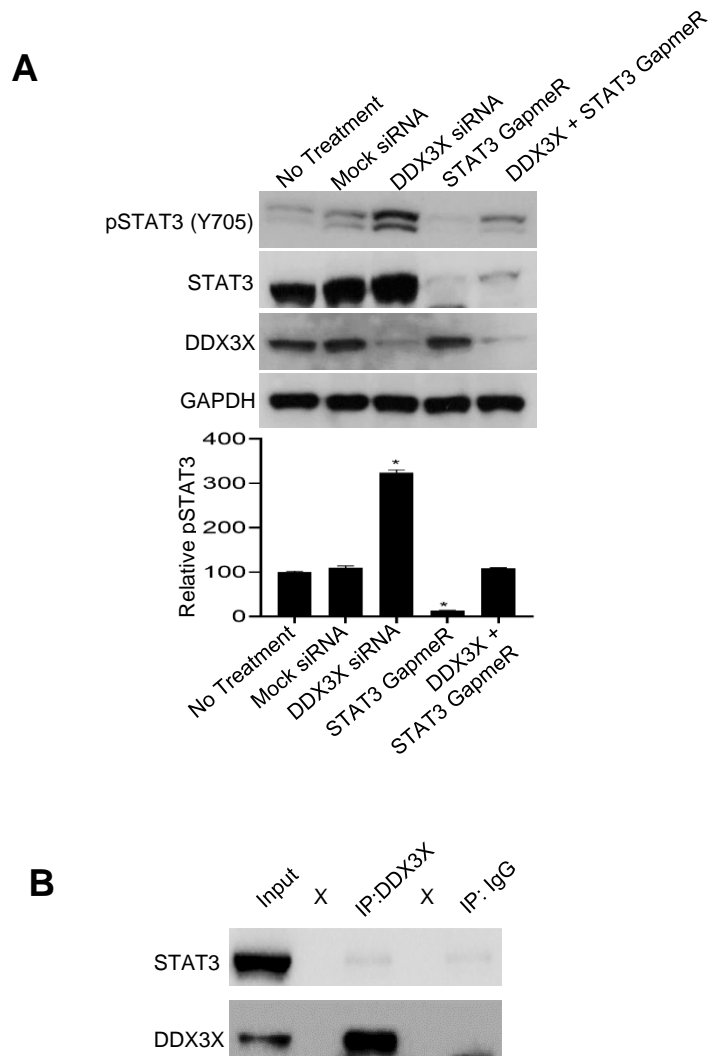 A
No Treatment
Mock siRNA
DDX3X siRNA
STAT3 GapmeR
DDX3X + STAT3 GapmeR
pSTAT3 (Y705)
STAT3
DDX3X
GAPDH
Relative pSTAT3
400
300
200
100
0
*
*
No Treatment
Mock siRNA
DDX3X siRNA
STAT3 GapmeR
DDX3X +
STAT3 GapmeR
B
Input
X
IP:DDX3X
X
IP: IgG
STAT3
DDX3X